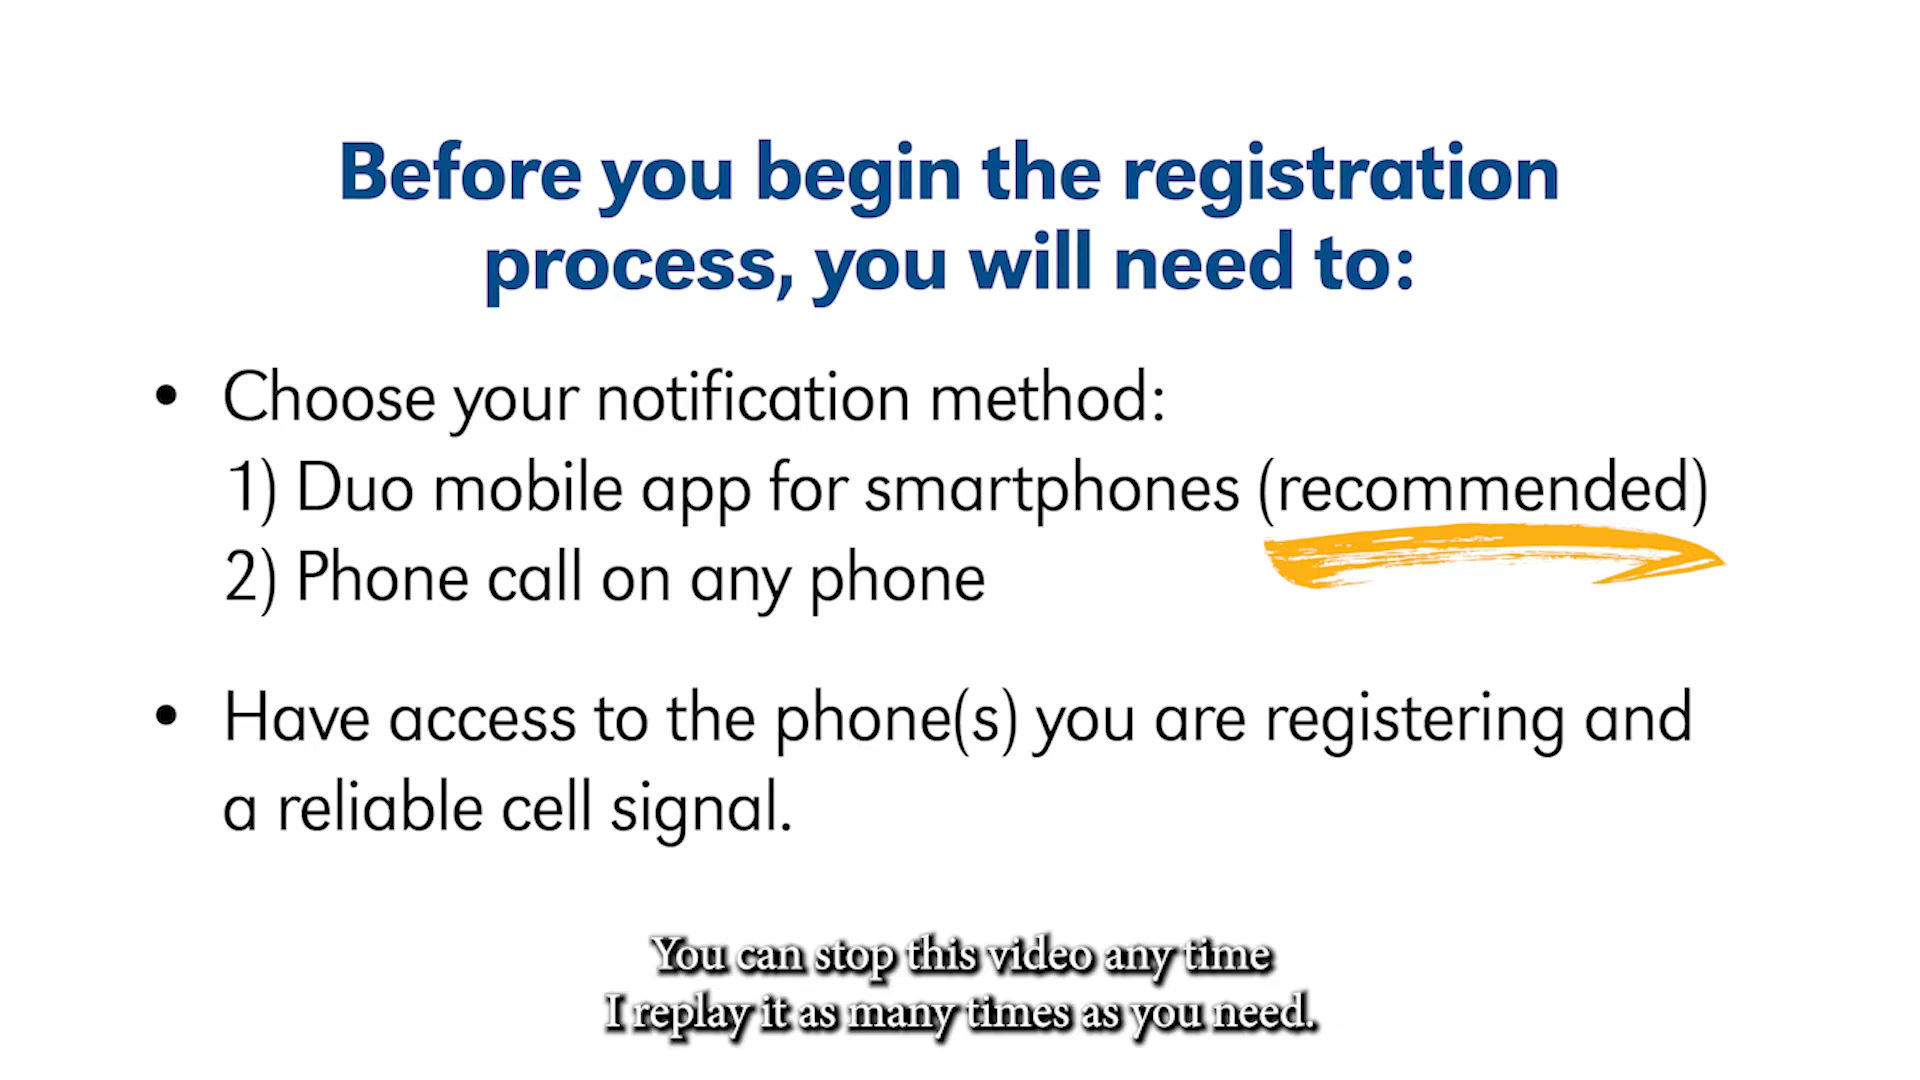 Before you begin the registration
process, you will need to:
• Choose your notification method:
1) Duo mobile app for smartphones (recommended)
2) Phone call on any phone
• Have access to the phone(s) you are registering and
a reliable cell signal.
You can stop this video any time
I replay it as many times as you need.